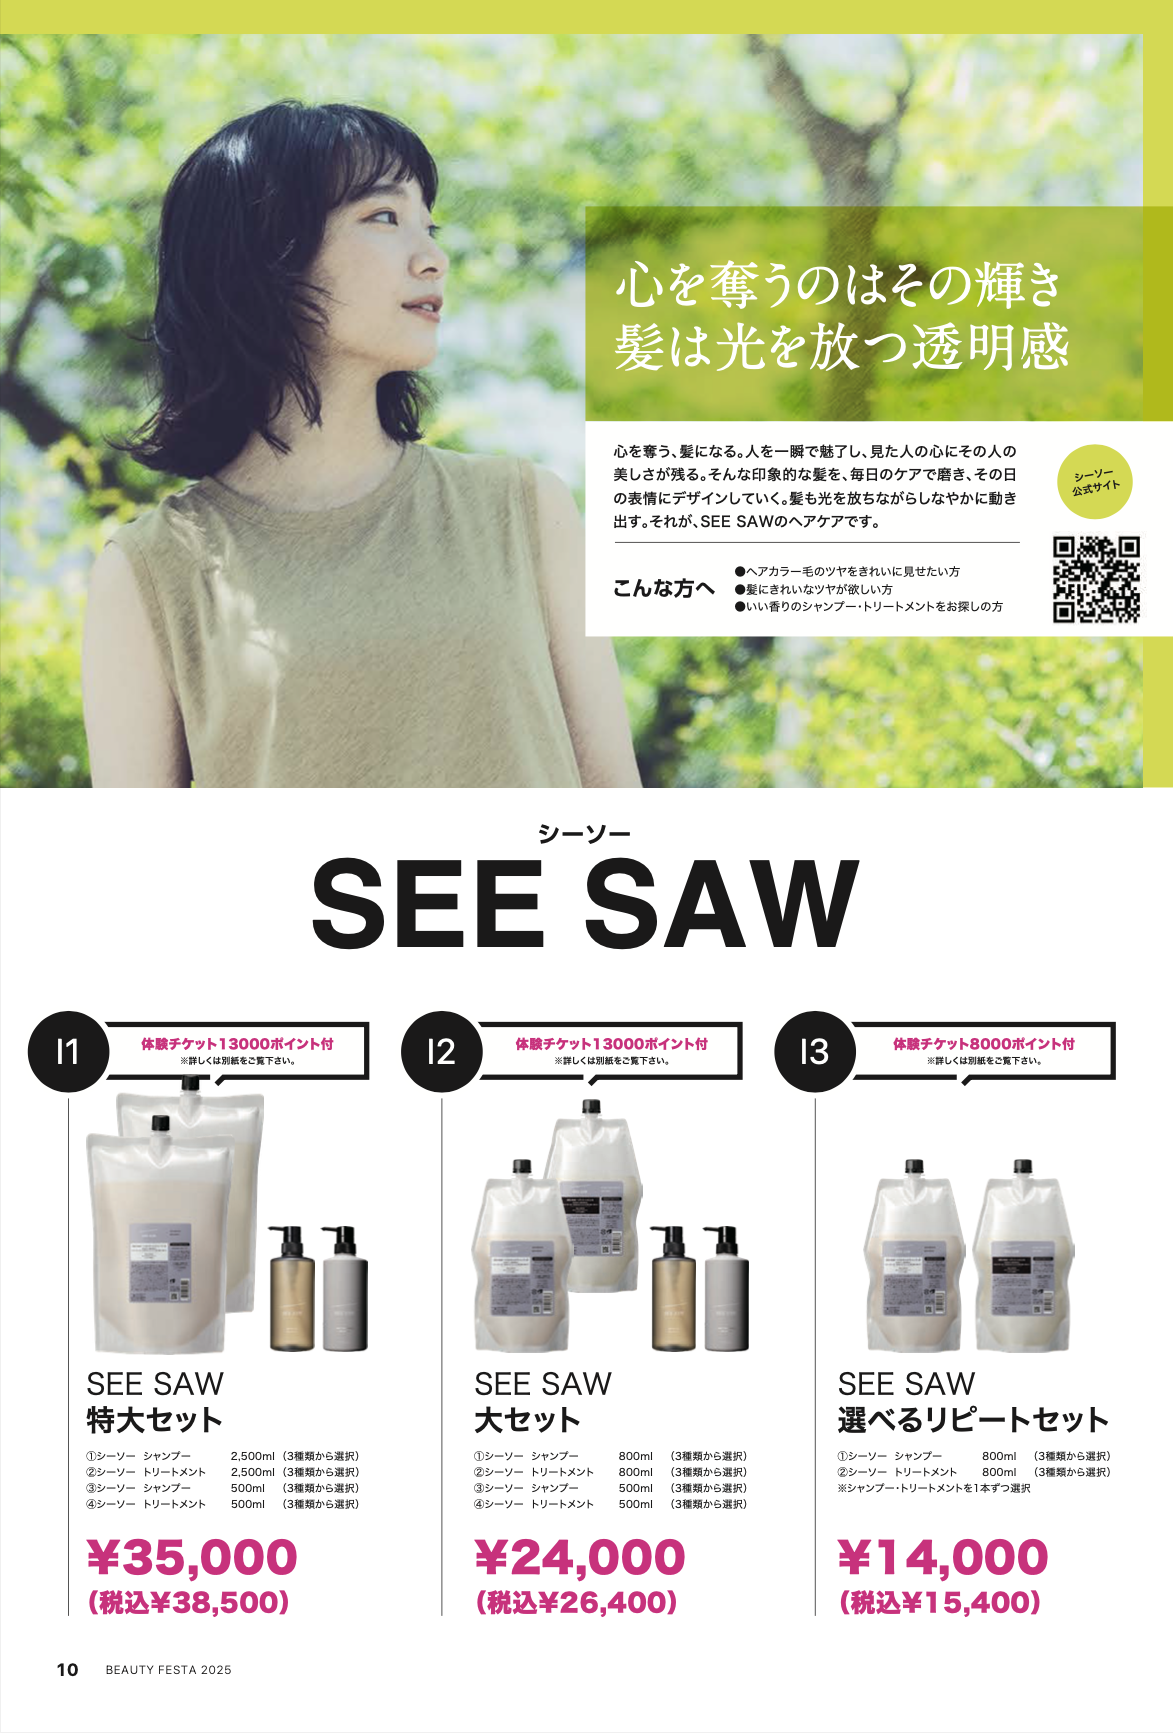 心を奪うのはその輝き
髪は光を放つ透明感
心を奪う、髪になる。人を一瞬で魅了し、見た人の心にその人の
美しさが残る。そんな印象的な髪を、毎日のケアで磨き、その日
の表情にデザインしていく。髪も光を放ちながらしなやかに動き
出す。それが、SEE SAWのヘアケアです。
シーソー
公式サイト
こんな方へ
●ヘアカラー毛のツヤをきれいに見せたい方
●髪にきれいなツヤが欲しい方
●いい香りのシャンプー・トリートメントをお探しの方
シーソー
SEE SAW
I1
体験チケット13000ポイント付
※詳しくは別紙をご覧下さい。
SEE SAW
特大セット
①シーソー シャンプー 2,500ml（3種類から選択）
②シーソー トリートメント 2,500ml（3種類から選択）
③シーソー シャンプー 500ml （3種類から選択）
④シーソー トリートメント 500ml （3種類から選択）
¥35,000
（税込¥38,500）
I2
体験チケット13000ポイント付
※詳しくは別紙をご覧下さい。
SEE SAW
大セット
①シーソー シャンプー 800ml （3種類から選択）
②シーソー トリートメント 800ml （3種類から選択）
③シーソー シャンプー 500ml （3種類から選択）
④シーソー トリートメント 500ml （3種類から選択）
¥24,000
（税込¥26,400）
I3
体験チケット8000ポイント付
※詳しくは別紙をご覧下さい。
SEE SAW
選べるリピートセット
①シーソー シャンプー 800ml （3種類から選択）
②シーソー トリートメント 800ml （3種類から選択）
※シャンプー・トリートメントを1本ずつ選択
¥14,000
（税込¥15,400）
10 BEAUTY FESTA 2025